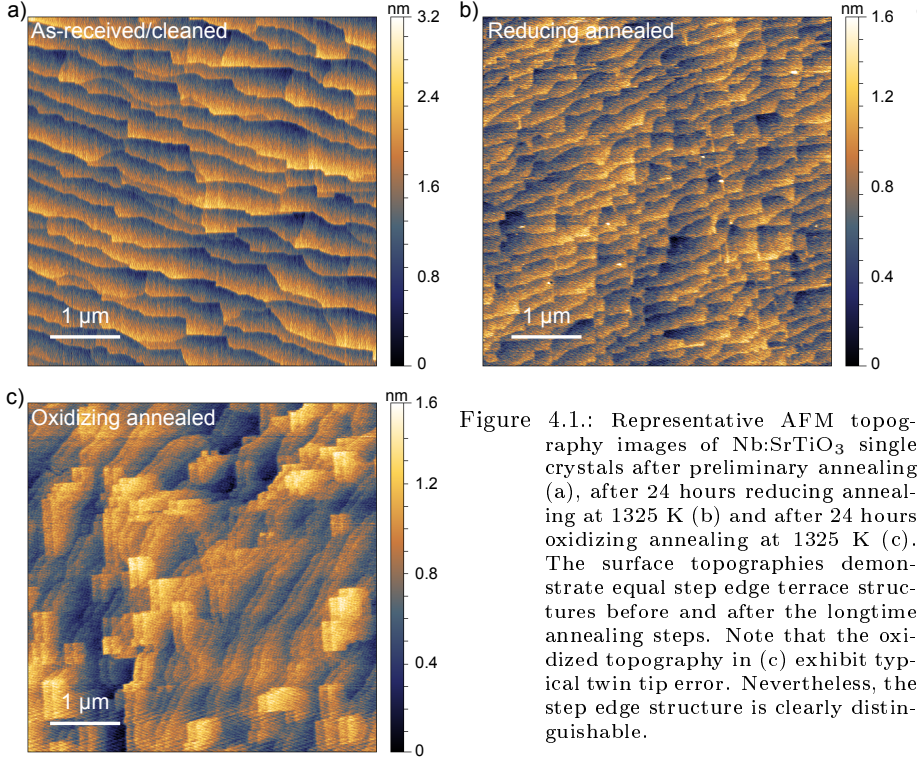 a)
As-received/cleaned
nm
3.2
2.4
1.6
0.8
0
1 µm
b)
Reducing annealed
nm
1.6
1.2
0.8
0.4
0
1 µm
c)
Oxidizing annealed
nm
1.6
1.2
0.8
0.4
0
1 µm
Figure 4.1.: Representative AFM topog-
raphy images of Nb:SrTiO₃ single
crystals after preliminary annealing
(a), after 24 hours reducing anneal-
ing at 1325 K (b) and after 24 hours
oxidizing annealing at 1325 K (c).
The surface topographies demon-
strate equal step edge terrace struc-
tures before and after the longtime
annealing steps. Note that the oxi-
dized topography in (c) exhibit typ-
ical twin tip error. Nevertheless, the
step edge structure is clearly distin-
guishable.